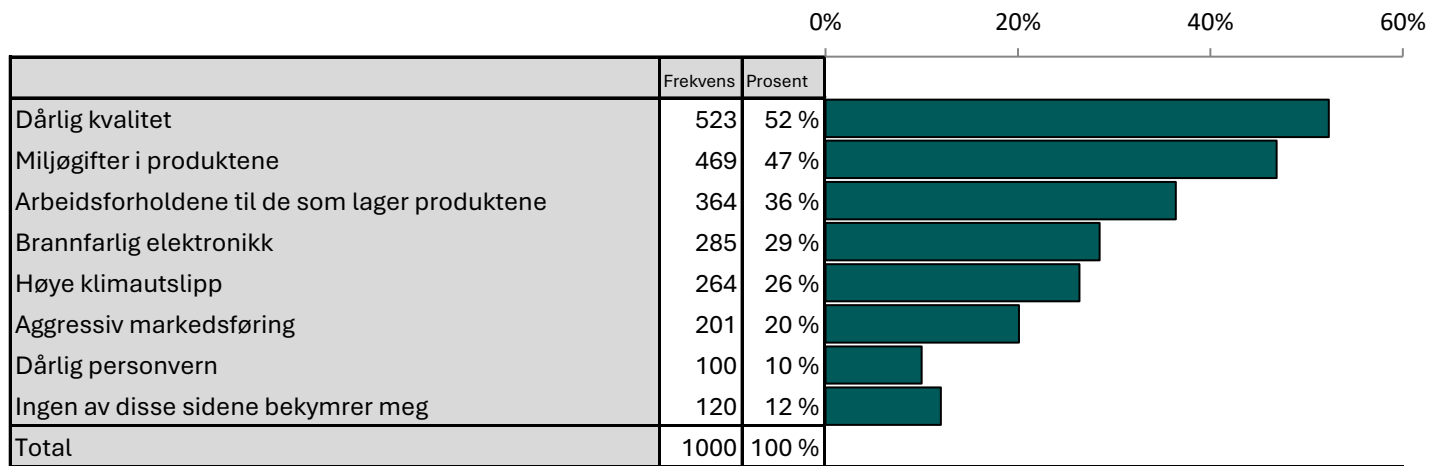 0% 20% 40% 60%
Frekvens Prosent
Dårlig kvalitet 523 52 %
Miljøgifter i produktene 469 47 %
Arbeidsforholdene til de som lager produktene 364 36 %
Brannfarlig elektronikk 285 29 %
Høye klimautslipp 264 26 %
Aggressiv markedsføring 201 20 %
Dårlig personvern 100 10 %
Ingen av disse sidene bekymrer meg 120 12 %
Total 1000 100 %